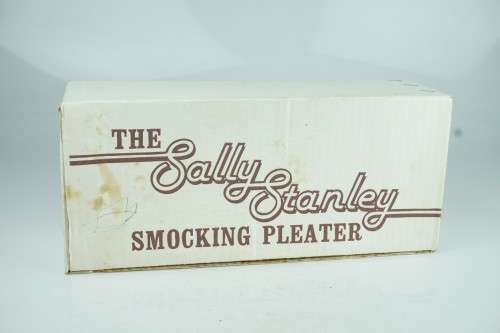 THE
Sally
Stanley
SMOCKING PLEATER